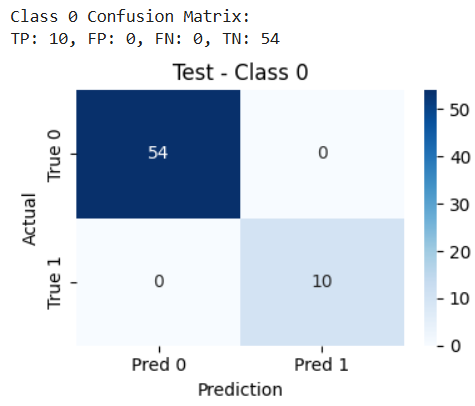 Class 0 Confusion Matrix:
TP: 10, FP: 0, FN: 0, TN: 54
Test - Class 0
Actual
True 0
54
0
True 1
0
10
Pred 0
Pred 1
Prediction
50
40
30
20
10
0